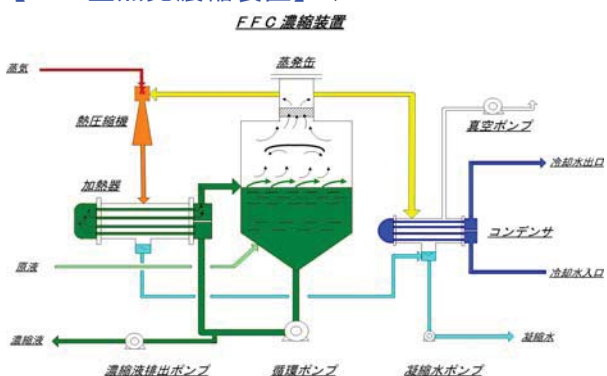 FFC濃縮装置
蒸気
蒸発缶
熱圧縮機
真空ポンプ
加熱器
冷却水出口
コンデンサ
原液
冷却水入口
濃縮液
凝縮水
濃縮液排出ポンプ
循環ポンプ
凝縮水ポンプ